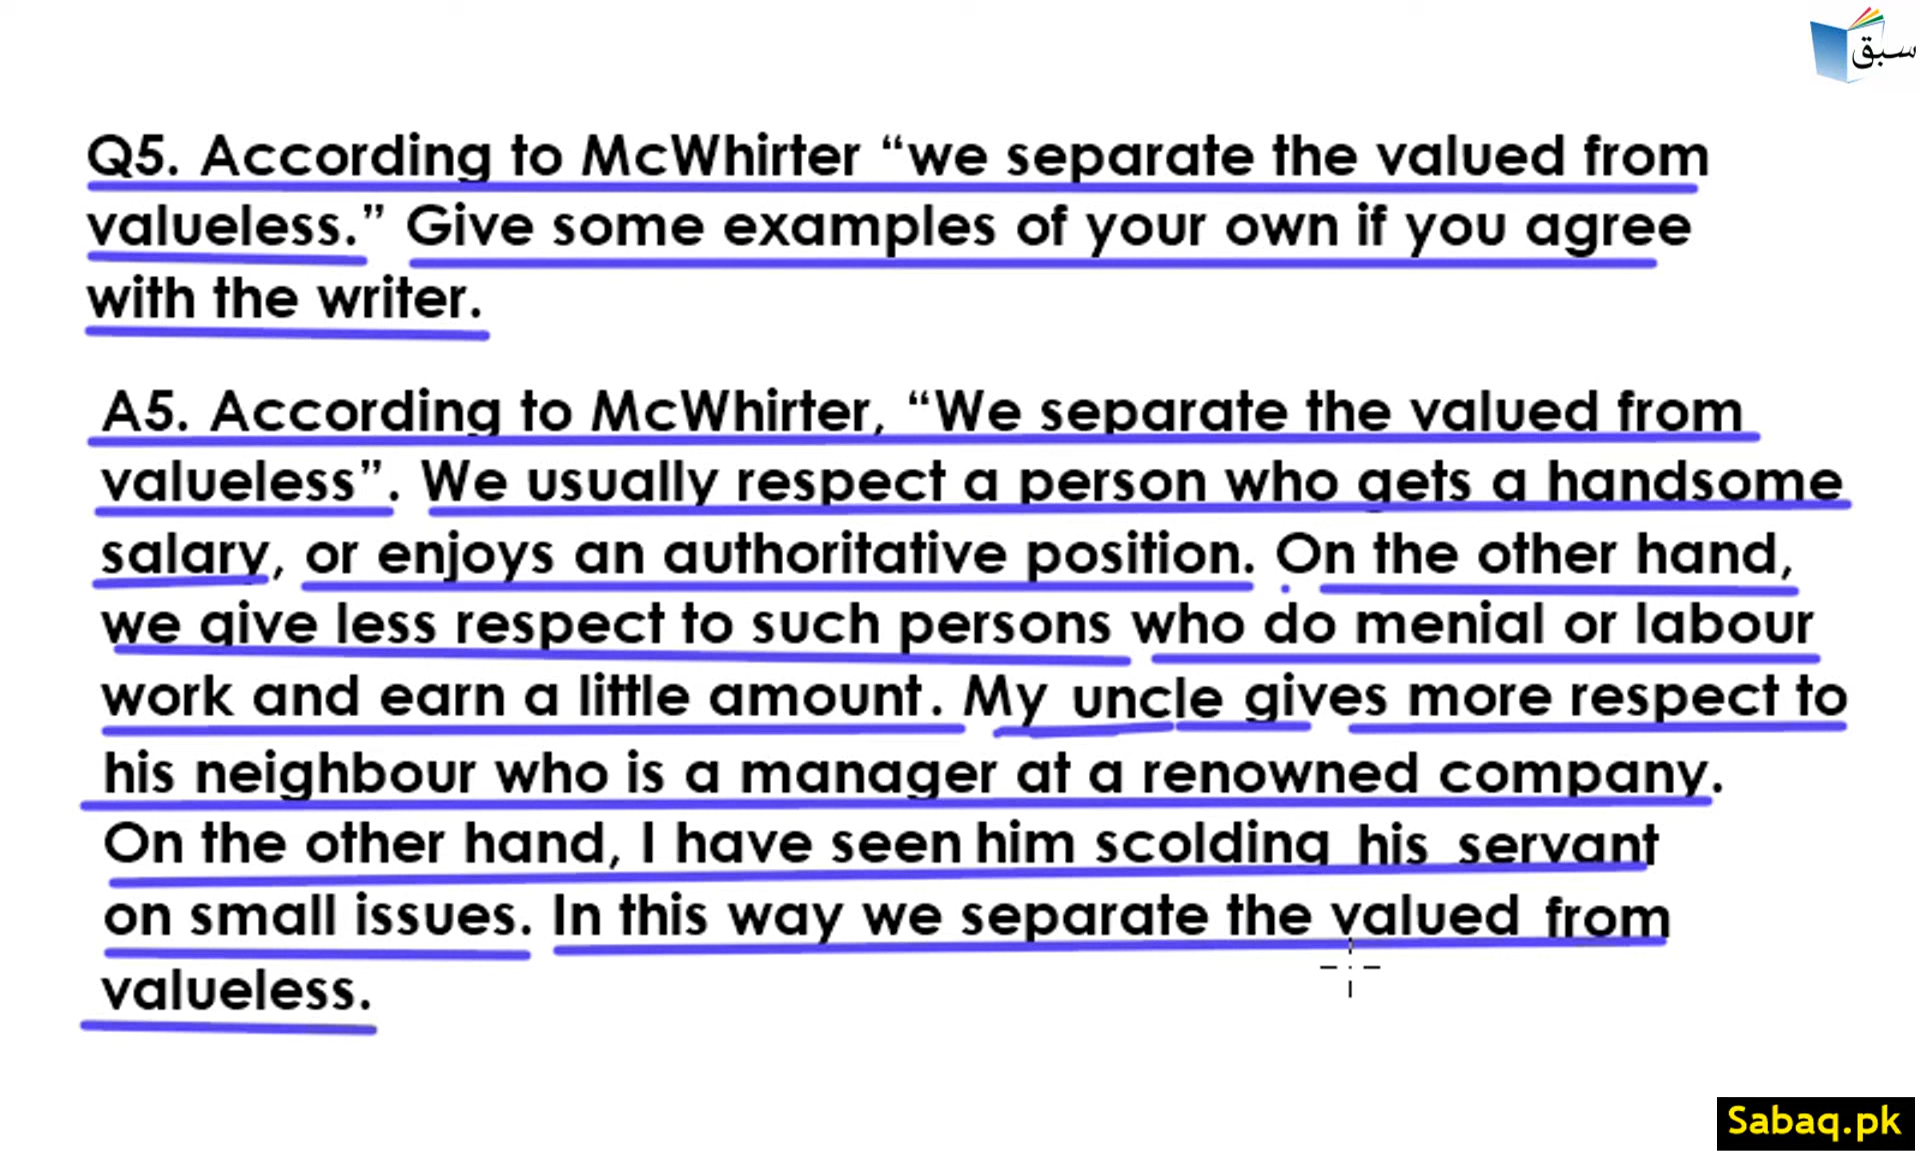 سبق
Q5. According to McWhirter “we separate the valued from
valueless.” Give some examples of your own if you agree
with the writer.
A5. According to McWhirter, “We separate the valued from
valueless”. We usually respect a person who gets a handsome
salary, or enjoys an authoritative position. On the other hand,
we give less respect to such persons who do menial or labour
work and earn a little amount. My uncle gives more respect to
his neighbour who is a manager at a renowned company.
On the other hand, I have seen him scolding his servant
on small issues. In this way we separate the valued from
valueless.
Sabaq.pk